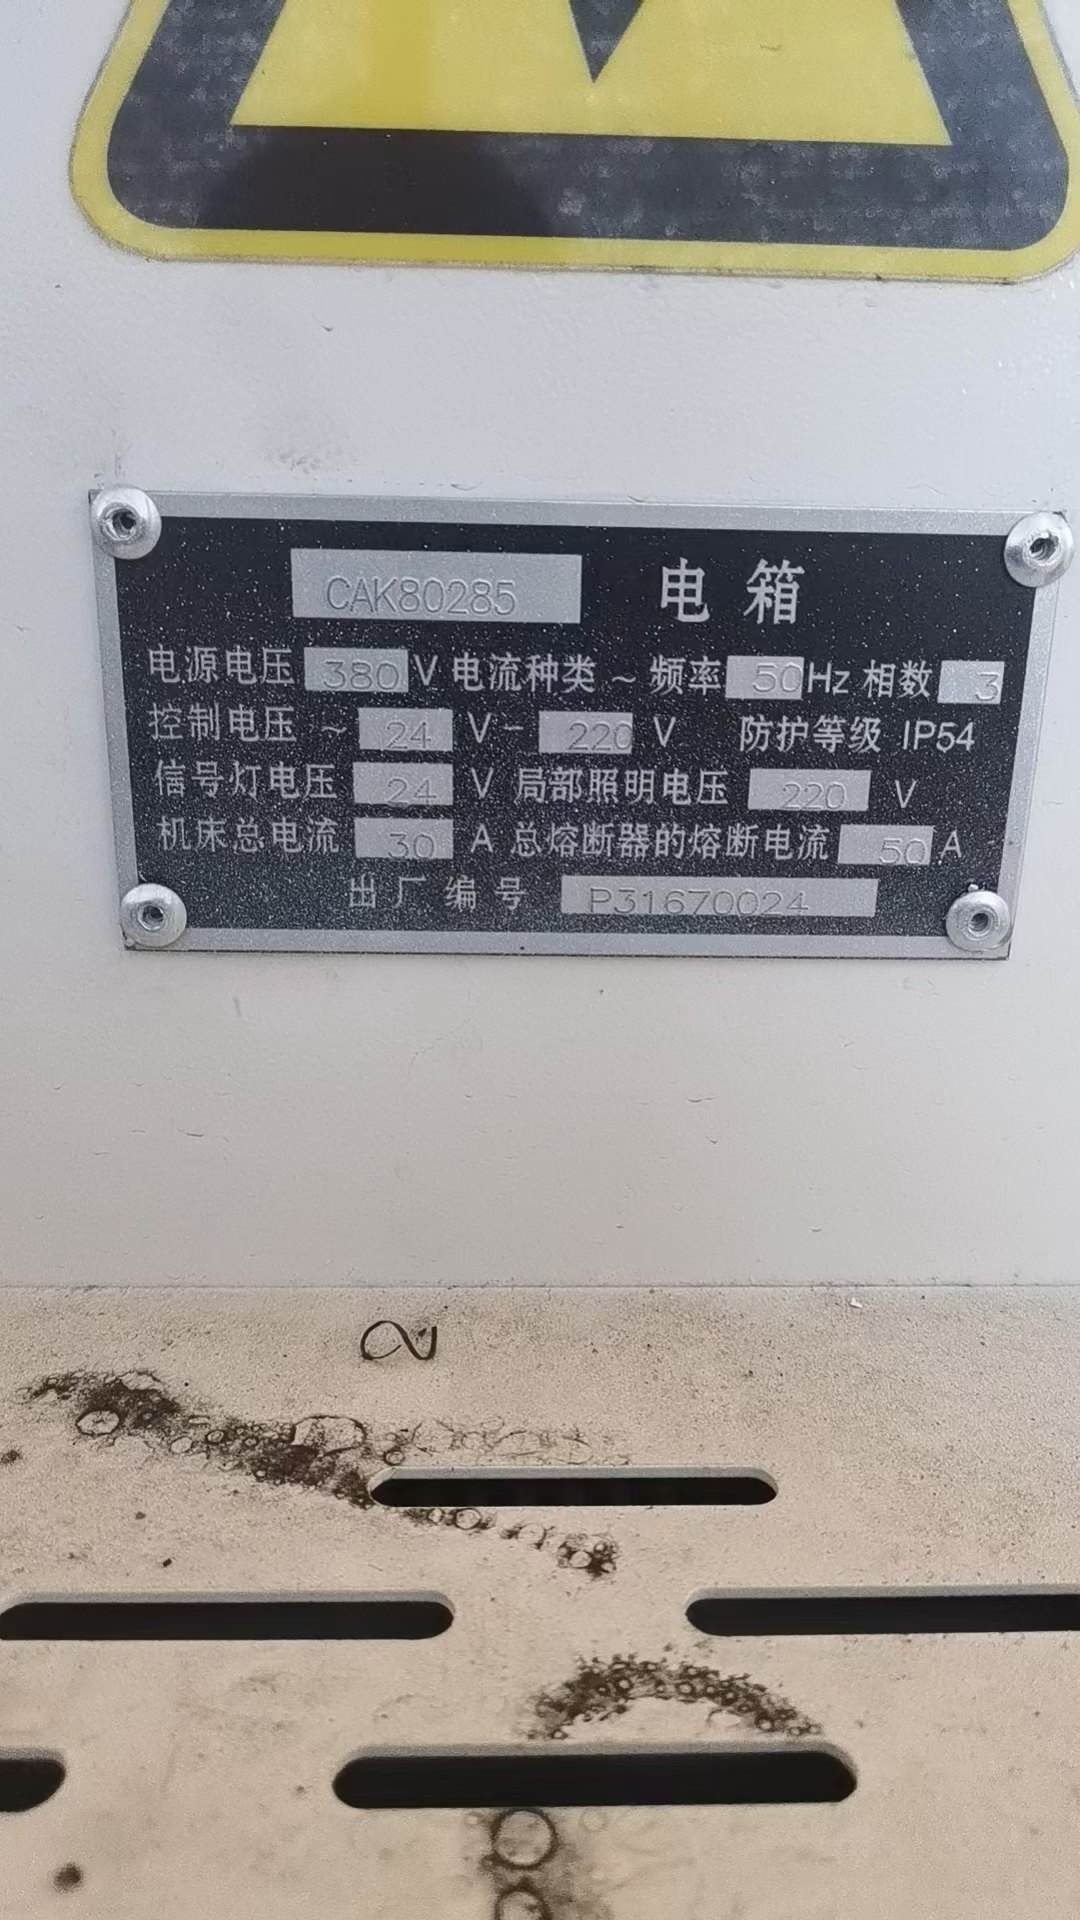 CAK80285 电箱
电源电压 380 V 电流种类 ~ 频率 50 Hz 相数 3
控制电压 ~ 24 V - 220 V 防护等级 IP54
信号灯电压 24 V 局部照明电压 220 V
机床总电流 30 A 总熔断器的熔断电流 50 A
出厂编号 P31670024